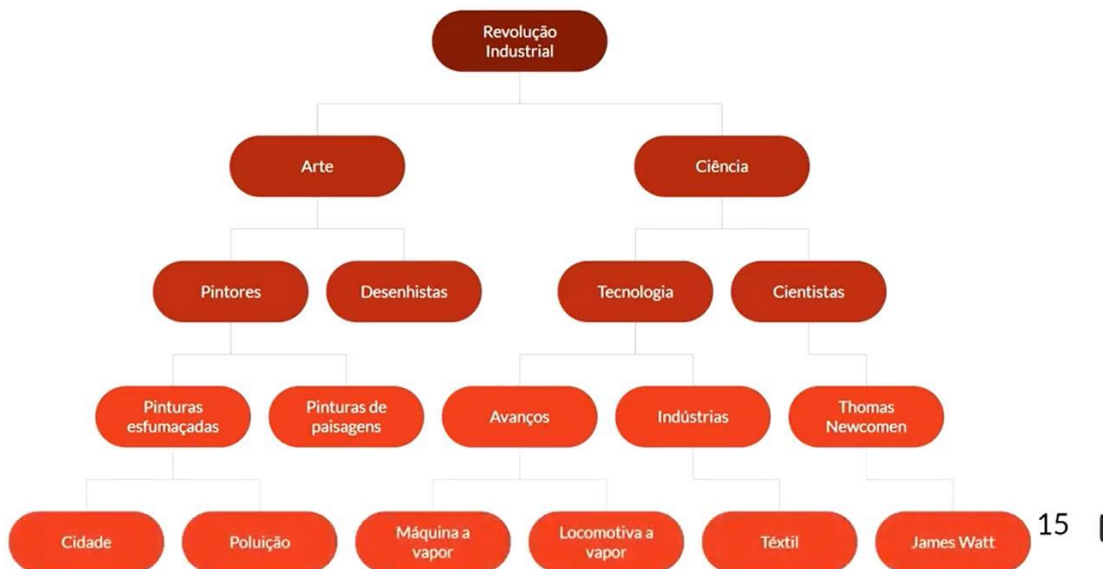 Revolução
Industrial
Arte
Ciência
Pintores
Desenhistas
Tecnologia
Cientistas
Pinturas
esfumaçadas
Pinturas de
paisagens
Avanços
Indústrias
Thomas
Newcomen
Cidade
Poluição
Máquina a
vapor
Locomotiva a
vapor
Téxtil
James Watt
15